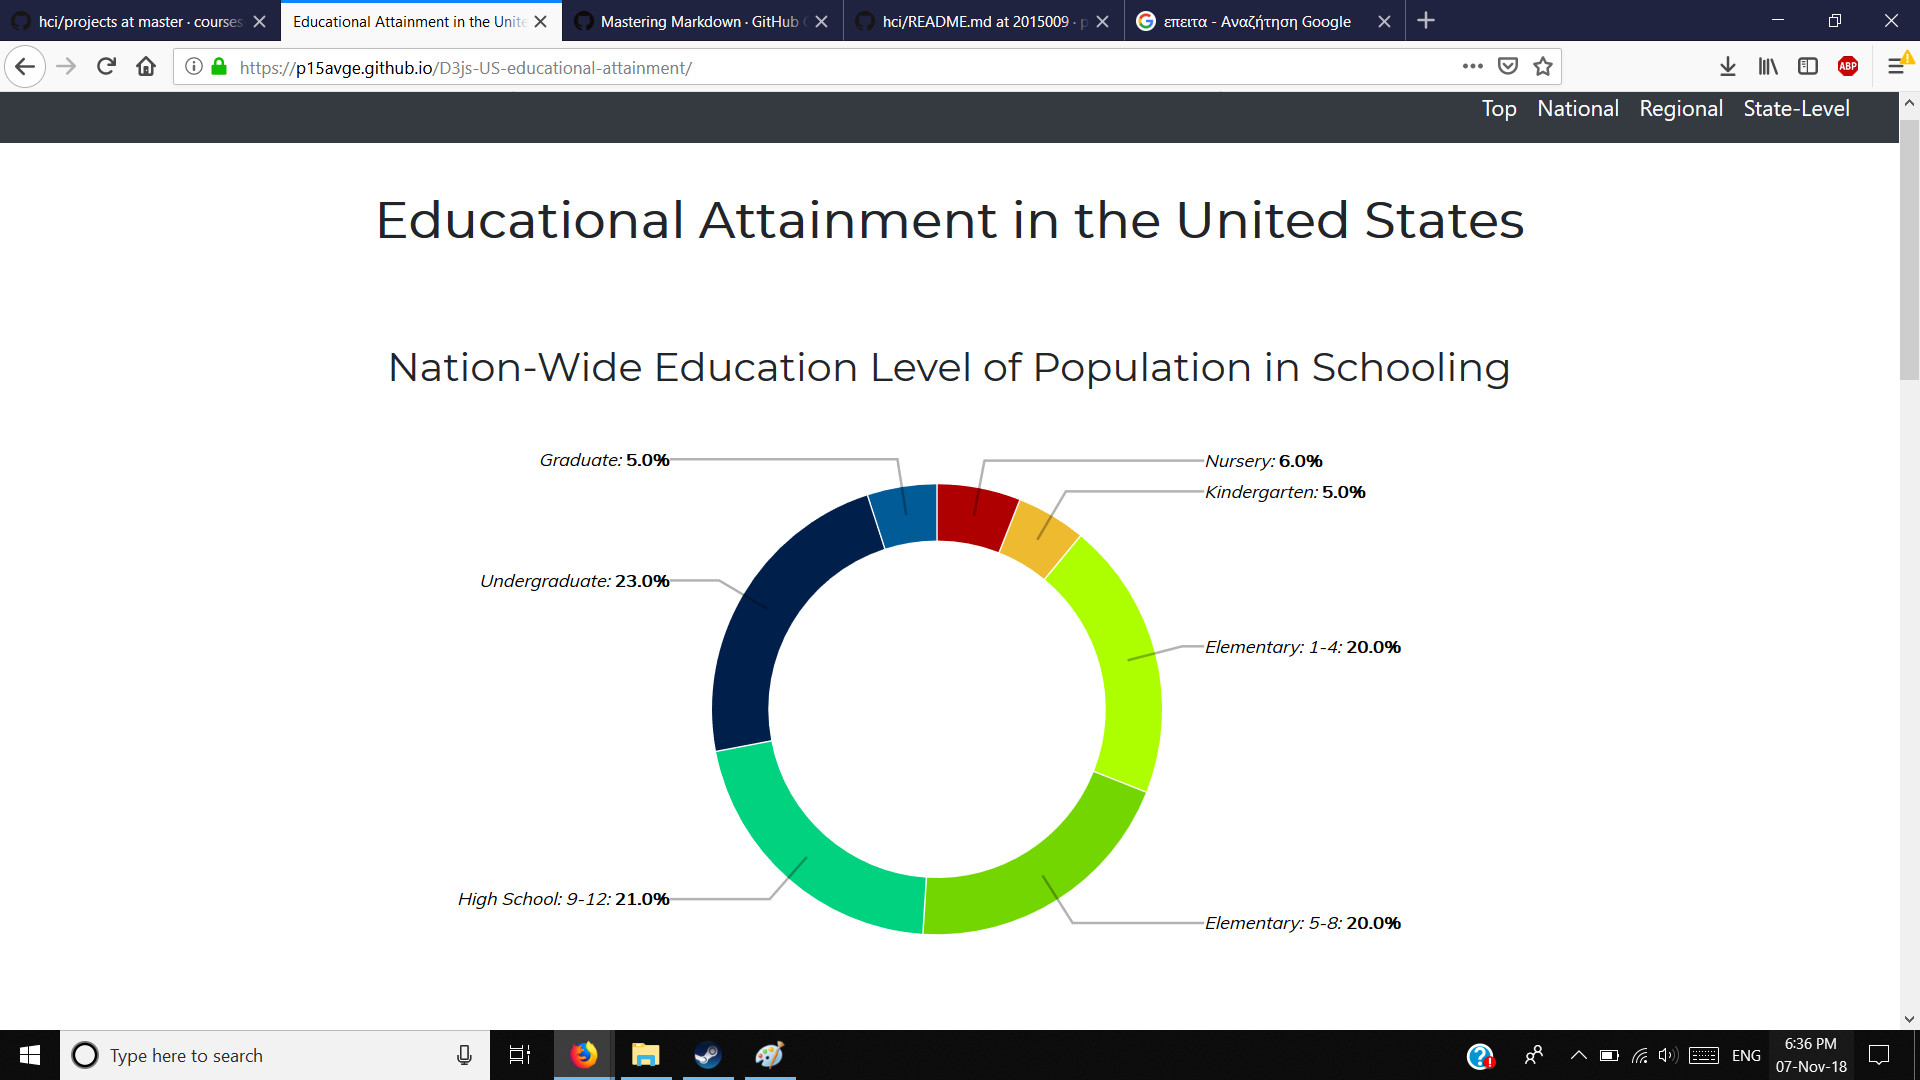 hci/projects at master · courses
Educational Attainment in the Unite
Mastering Markdown · GitHub
hci/README.md at 2015009 · p
επειτα - Αναζήτηση Google
https://p15avge.github.io/D3js-US-educational-attainment/
ABP
Top National Regional State-Level
Educational Attainment in the United States
Nation-Wide Education Level of Population in Schooling
Graduate: 5.0%
Nursery: 6.0%
Kindergarten: 5.0%
Undergraduate: 23.0%
Elementary: 1-4: 20.0%
High School: 9-12: 21.0%
Elementary: 5-8: 20.0%
Type here to search
ENG
6:36 PM
07-Nov-18